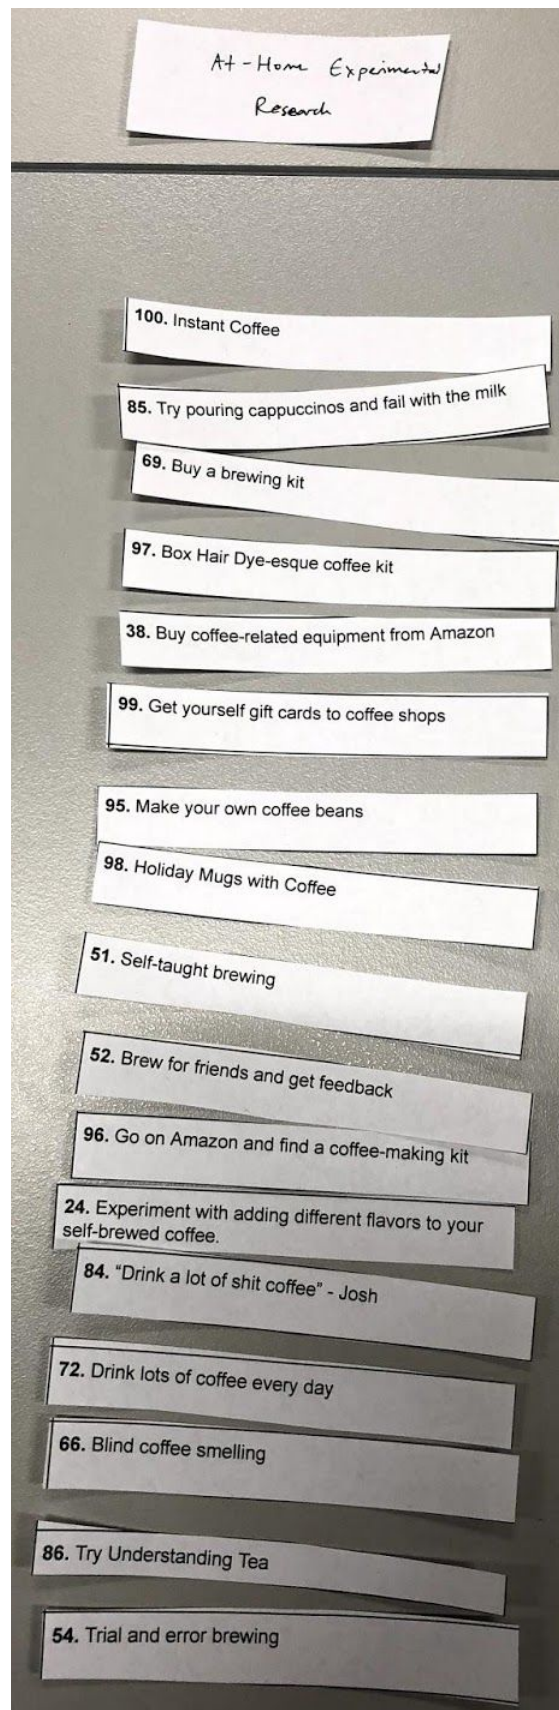 At-Home Experimental
Research
100. Instant Coffee
85. Try pouring cappuccinos and fail with the milk
69. Buy a brewing kit
97. Box Hair Dye-esque coffee kit
38. Buy coffee-related equipment from Amazon
99. Get yourself gift cards to coffee shops
95. Make your own coffee beans
98. Holiday Mugs with Coffee
51. Self-taught brewing
52. Brew for friends and get feedback
96. Go on Amazon and find a coffee-making kit
24. Experiment with adding different flavors to your
self-brewed coffee.
84. “Drink a lot of shit coffee” - Josh
72. Drink lots of coffee every day
66. Blind coffee smelling
86. Try Understanding Tea
54. Trial and error brewing